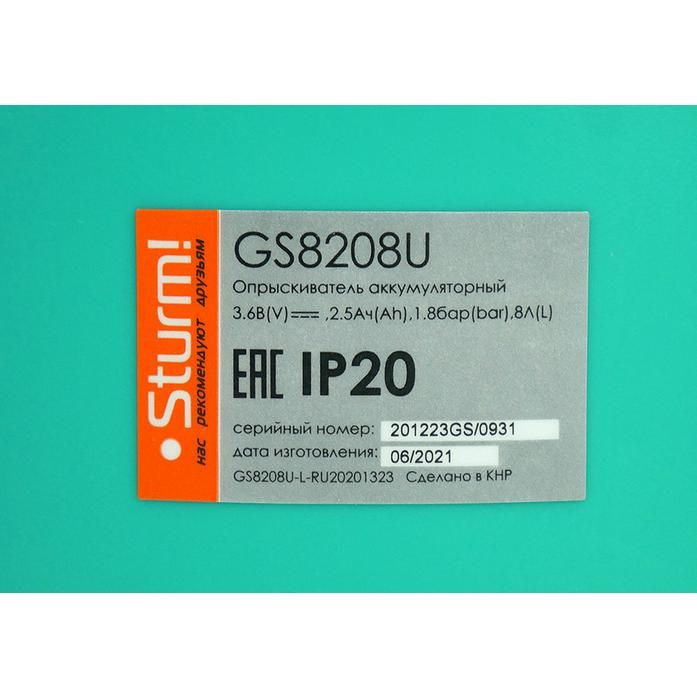 Sturm!
нас рекомендуют друзьям
GS8208U
Опрыскиватель аккумуляторный
3.6В(V)⎓ ,2.5Ач(Ah),1.8бар(bar),8Л(L)
EAC IP20
серийный номер: 201223GS/0931
дата изготовления: 06/2021
GS8208U-L-RU20201323 Сделано в КНР